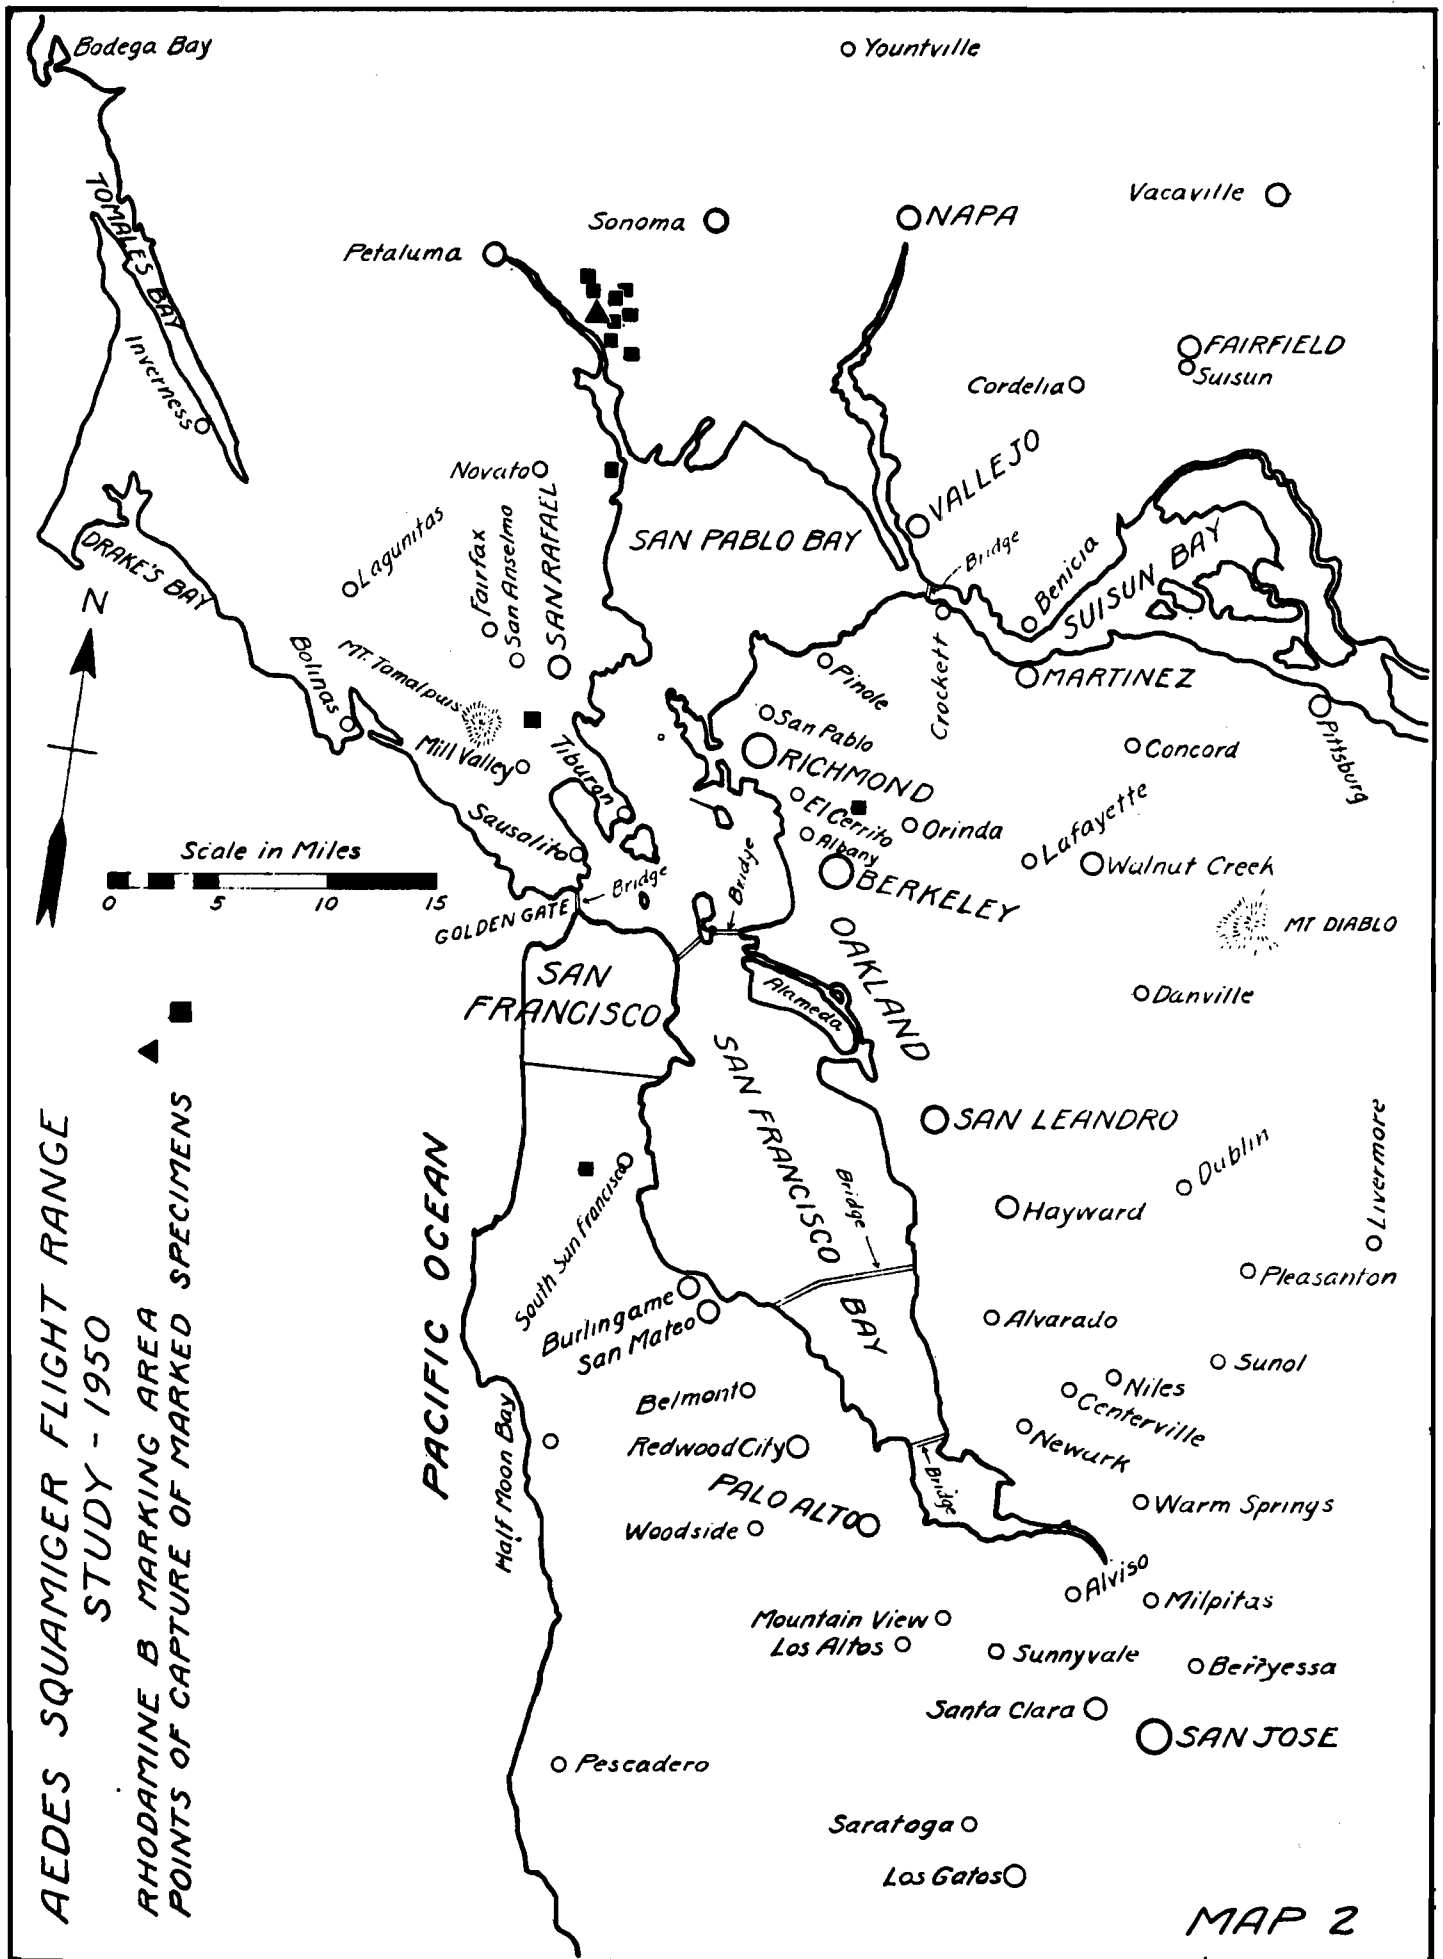 Bodega Bay
Yountville
Vacaville
TOMALES BAY
Sonoma
NAPA
Petaluma
Inverness
FAIRFIELD
Suisun
Cordelia
Novato
VALLEJO
DRAKE'S BAY
Lagunitas
Fairfax
San Anselmo
SAN RAFAEL
SAN PABLO BAY
Bridge
Benicia
SUISUN BAY
N
Bolinas
MT. Tamalpais
Pinole
Crockett
MARTINEZ
San Pablo
Mill Valley
Tiburon
RICHMOND
Concord
Pittsburg
El Cerrito
Orinda
Lafayette
Sausalito
Albany
Walnut Creek
Scale in Miles
0 5 10 15
Bridge
Bridge
BERKELEY
GOLDEN GATE
MT DIABLO
SAN
FRANCISCO
Alameda
OAKLAND
Danville
SAN FRANCISCO
BAY
SAN LEANDRO
Dublin
Livermore
PACIFIC OCEAN
South San Francisco
Bridge
Hayward
Pleasanton
Burlingame
San Mateo
Alvarado
Sunol
Belmont
Niles
Centerville
Half Moon Bay
Redwood City
Newark
PALO ALTO
Bridge
Warm Springs
Woodside
Alviso
Milpitas
Mountain View
Los Altos
Sunnyvale
Berryessa
Santa Clara
SAN JOSE
Pescadero
Saratoga
Los Gatos
AEDES SQUAMIGER FLIGHT RANGE
STUDY - 1950
RHODAMINE B MARKING AREA
POINTS OF CAPTURE OF MARKED SPECIMENS
MAP 2